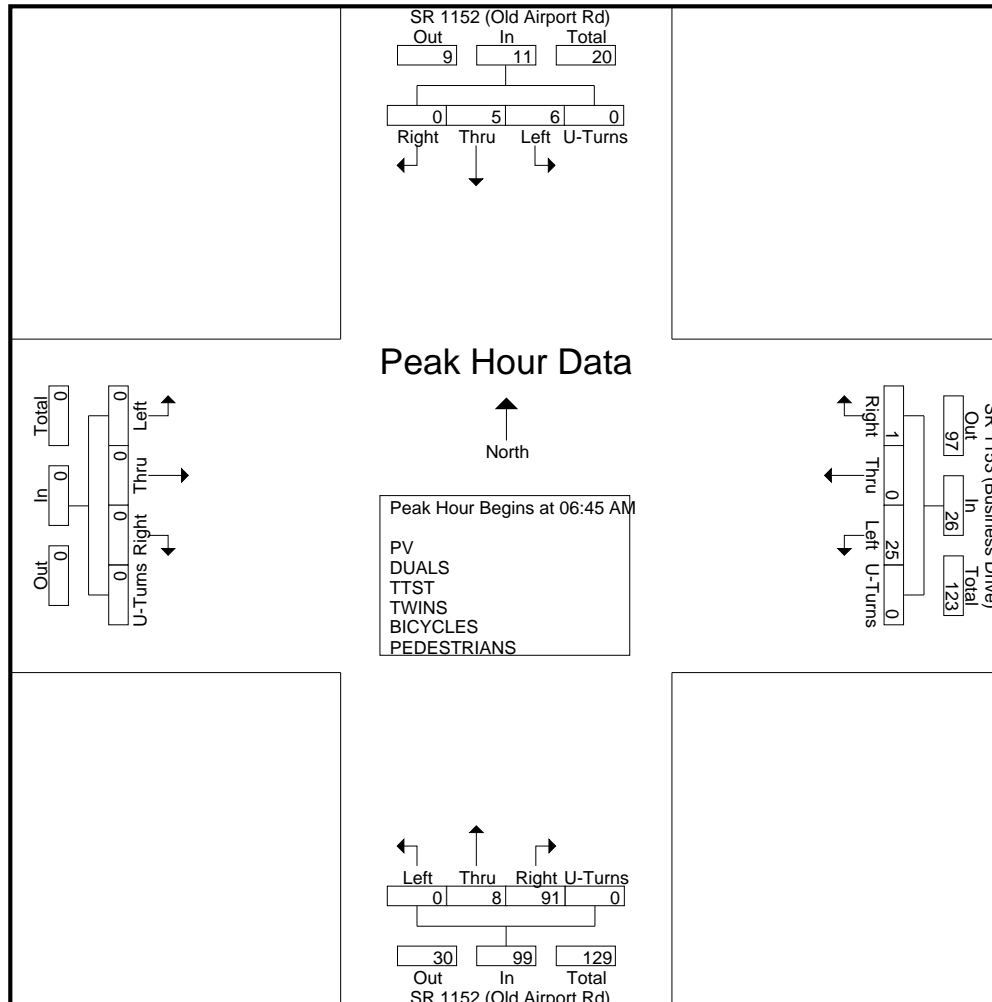 SR 1152 (Old Airport Rd)
Out In Total
9 11 20
0 5 6 0
Right Thru Left U-Turns
Peak Hour Data
North
Peak Hour Begins at 06:45 AM
PV
DUALS
TTST
TWINS
BICYCLES
PEDESTRIANS
Total In Out
0 0 0
0 0 0 0
Left Thru Right U-Turns
SR 1153 (Business Drive)
Out In Total
97 26 123
1 0 25 0
Right Thru Left U-Turns
Left Thru Right U-Turns
0 8 91 0
30 99 129
Out In Total
SR 1152 (Old Airport Rd)